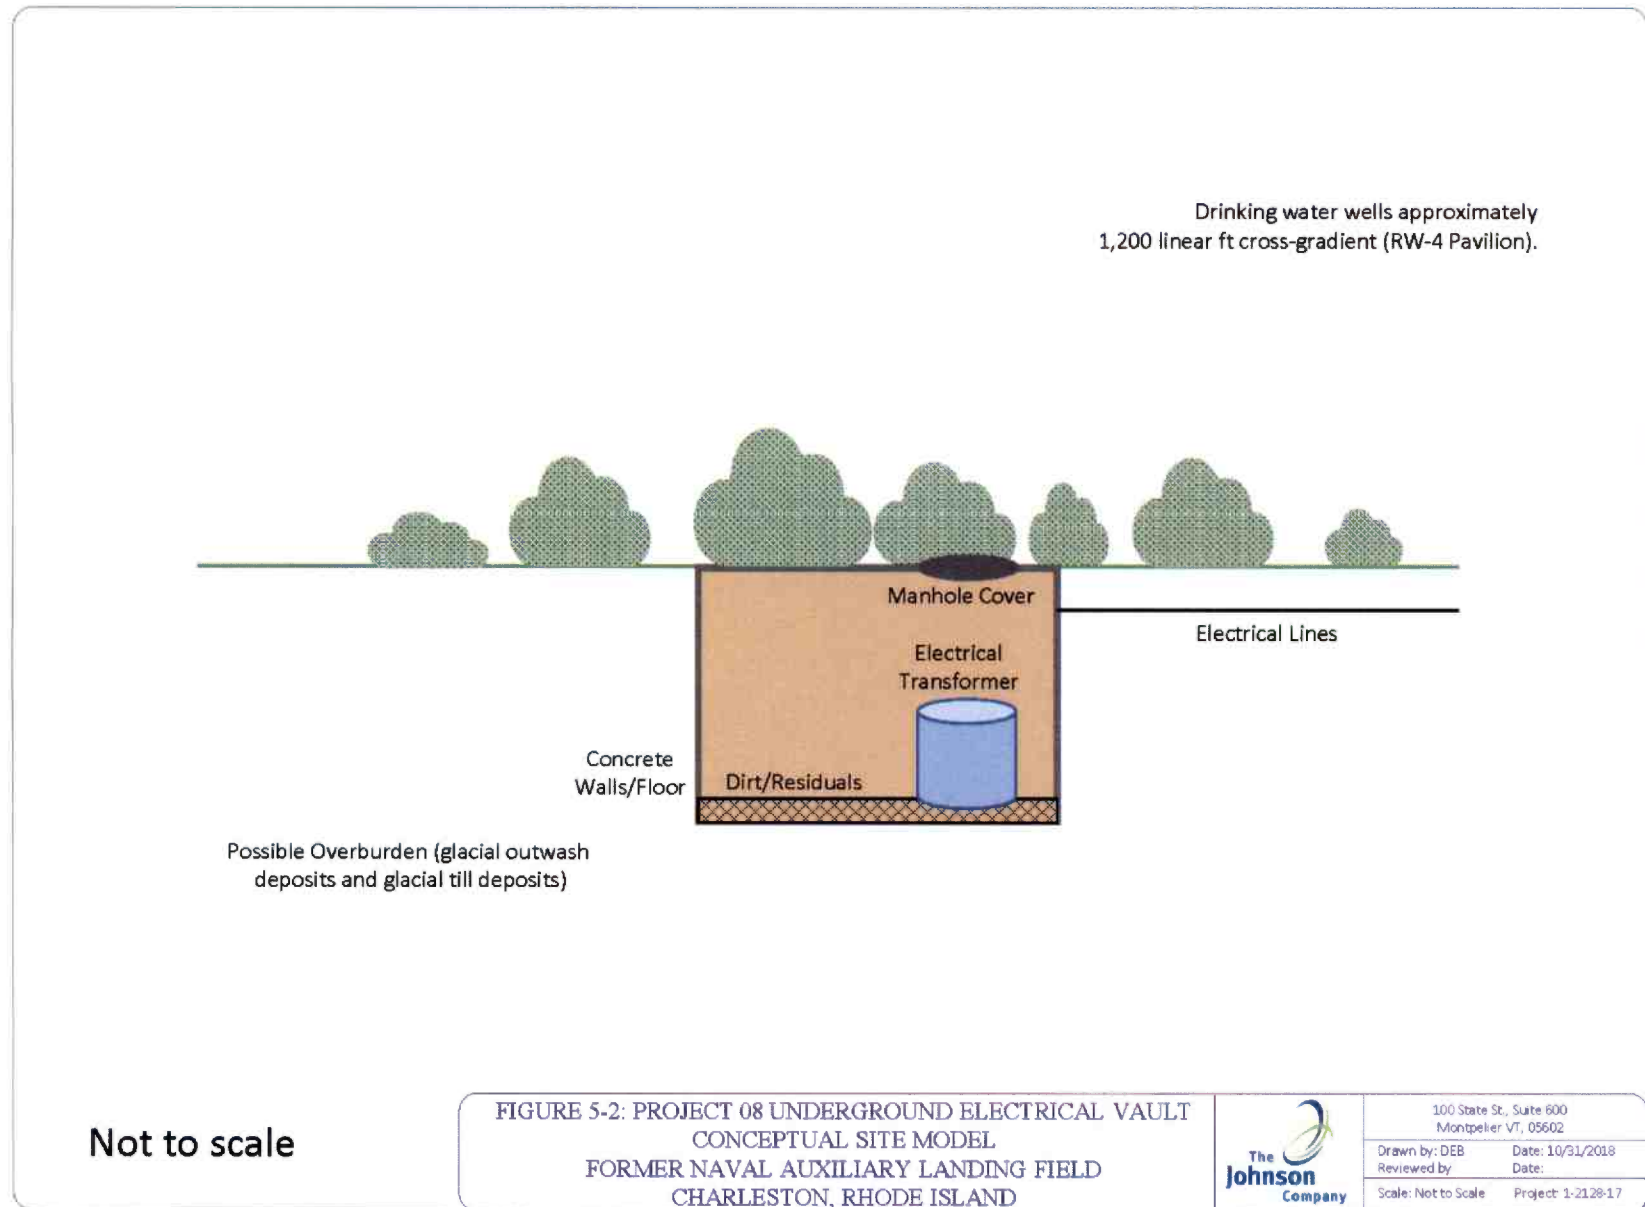 Drinking water wells approximately
1,200 linear ft cross-gradient (RW-4 Pavilion).
Manhole Cover
Electrical Lines
Electrical
Transformer
Concrete
Walls/Floor
Dirt/Residuals
Possible Overburden (glacial outwash
deposits and glacial till deposits)
Not to scale
FIGURE 5-2: PROJECT 08 UNDERGROUND ELECTRICAL VAULT
CONCEPTUAL SITE MODEL
FORMER NAVAL AUXILIARY LANDING FIELD
CHARLESTON, RHODE ISLAND
The
Johnson
Company
100 State St., Suite 600
Montpelier VT, 05602
Drawn by: DEB Date: 10/31/2018
Reviewed by Date:
Scale: Not to Scale Project: 1-2128-17